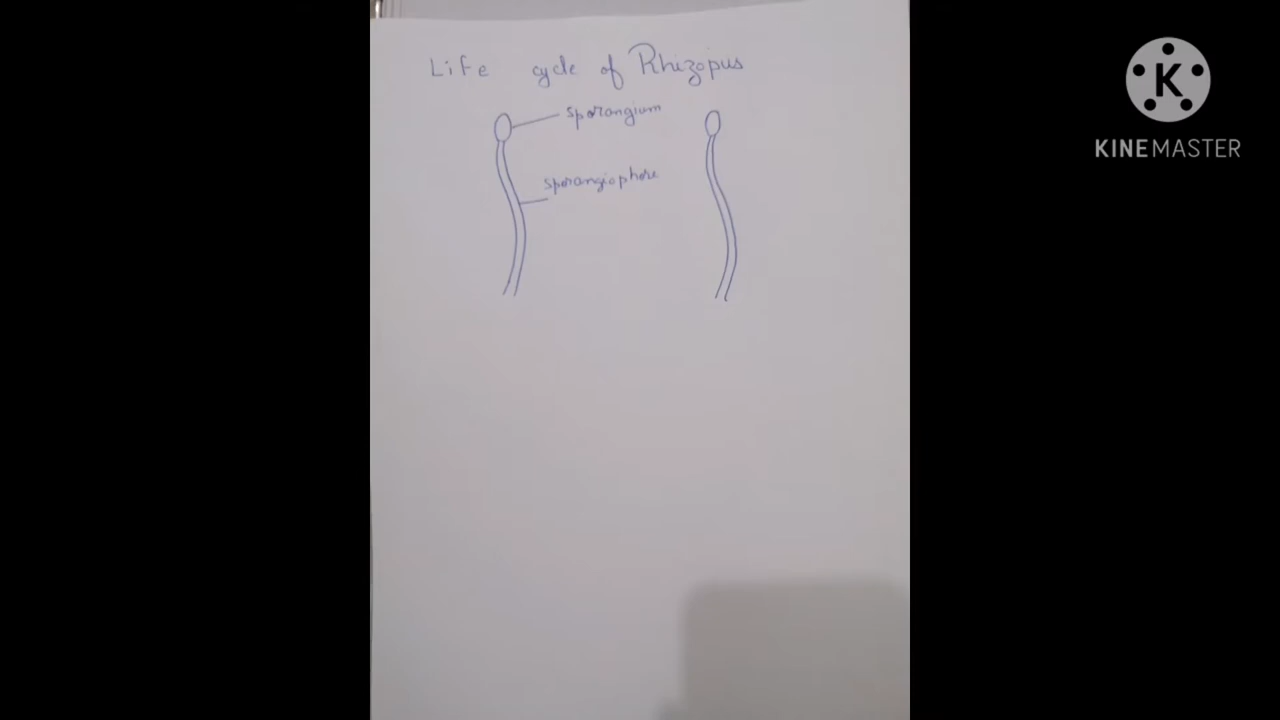 Life cycle of Rhizopus
sporangium
sporangiophore
K
KINEMASTER